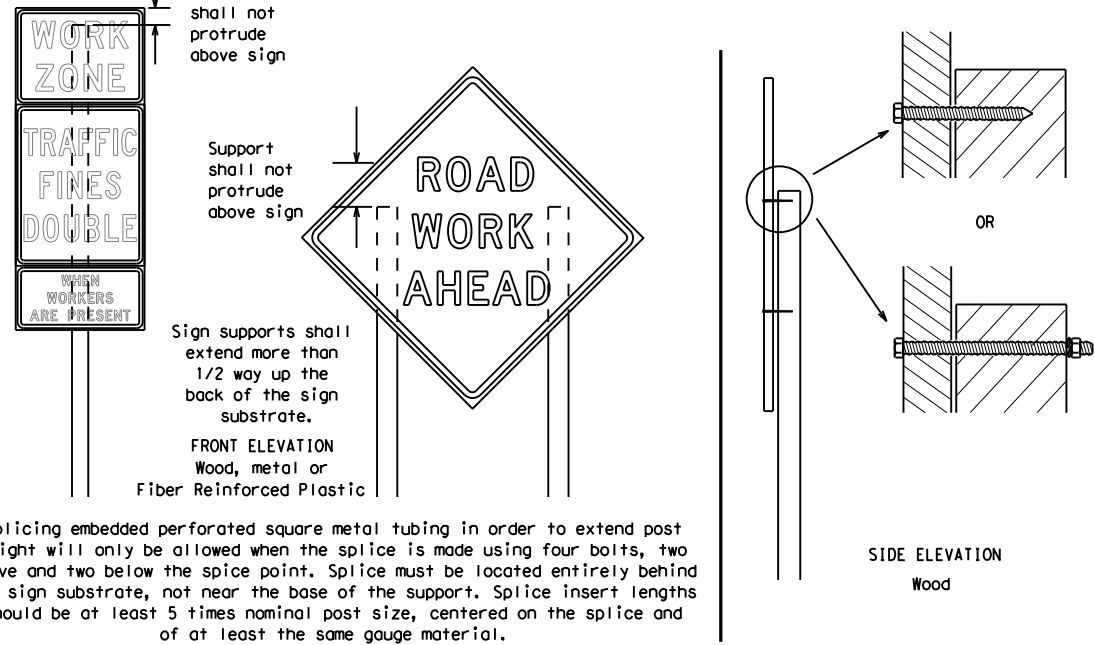 shall not
protrude
above sign
WORK
ZONE
TRAFFIC
FINES
DOUBLE
WHEN
WORKERS
ARE PRESENT
Support
shall not
protrude
above sign
ROAD
WORK
AHEAD
Sign supports shall
extend more than
1/2 way up the
back of the sign
substrate.
FRONT ELEVATION
Wood, metal or
Fiber Reinforced Plastic
OR
SIDE ELEVATION
Wood
embedded perforated square metal tubing in order to extend post
will only be allowed when the splice is made using four bolts, two
and two below the spice point. Splice must be located entirely behind
sign substrate, not near the base of the support. Splice insert lengths
be at least 5 times nominal post size, centered on the splice and
of at least the same gauge material.